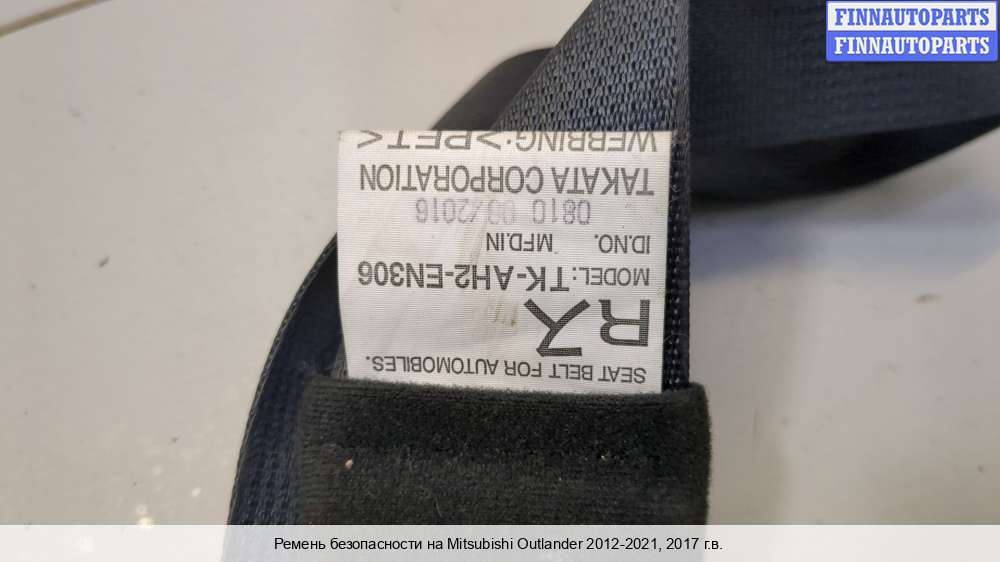 FINNAUTOPARTS
FINNAUTOPARTS
SEAT BELT FOR AUTOMOBILES.
MODEL: TK-AH2-EN306
ID.NO. MFD.IN
0810 /2016
TAKATA CORPORATION
WEBBING: >PET<
Ремень безопасности на Mitsubishi Outlander 2012-2021, 2017 г.в.